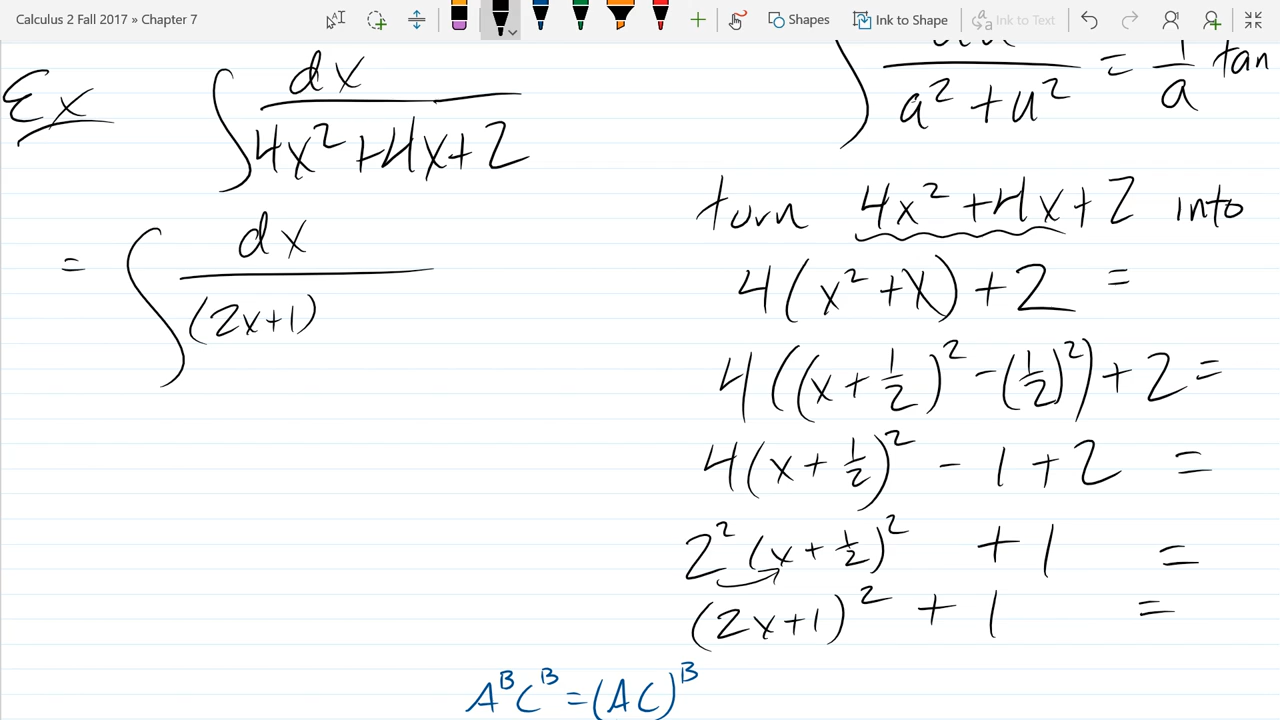 Calculus 2 Fall 2017 » Chapter 7
Shapes
Ink to Shape
Ink to Text
Ex ∫ dx / (4x² + 4x + 2)
= ∫ dx / (2x+1)
∫ / (a² + u²) = 1/a tan
turn 4x² + 4x + 2 into
4(x² + x) + 2 =
4((x + 1/2)² - (1/2)²) + 2 =
4(x + 1/2)² - 1 + 2 =
2²(x + 1/2)² + 1 =
(2x+1)² + 1 =
A^B C^B = (AC)^B